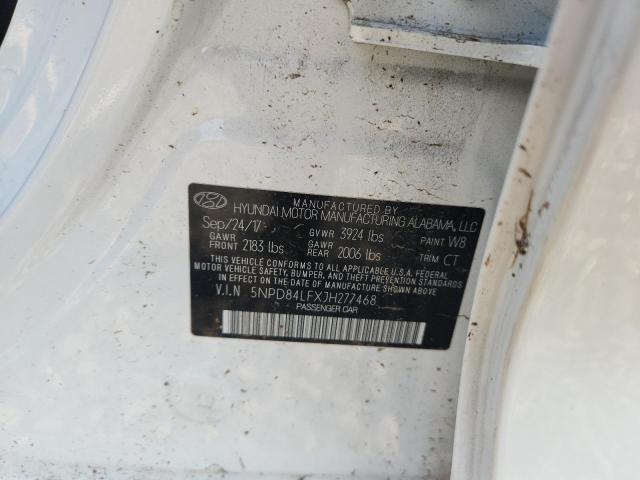 MANUFACTURED BY
HYUNDAI MOTOR MANUFACTURING ALABAMA, LLC
Sep/24/17 GVWR 3924 lbs PAINT W8
GAWR FRONT 2183 lbs GAWR REAR 2006 lbs TRIM CT
THIS VEHICLE CONFORMS TO ALL APPLICABLE U.S.A. FEDERAL
MOTOR VEHICLE SAFETY, BUMPER, AND THEFT PREVENTION
STANDARDS IN EFFECT ON THE DATE OF MANUFACTURE SHOWN ABOVE.
V.I.N 5NPD84LFXJH277468
PASSENGER CAR